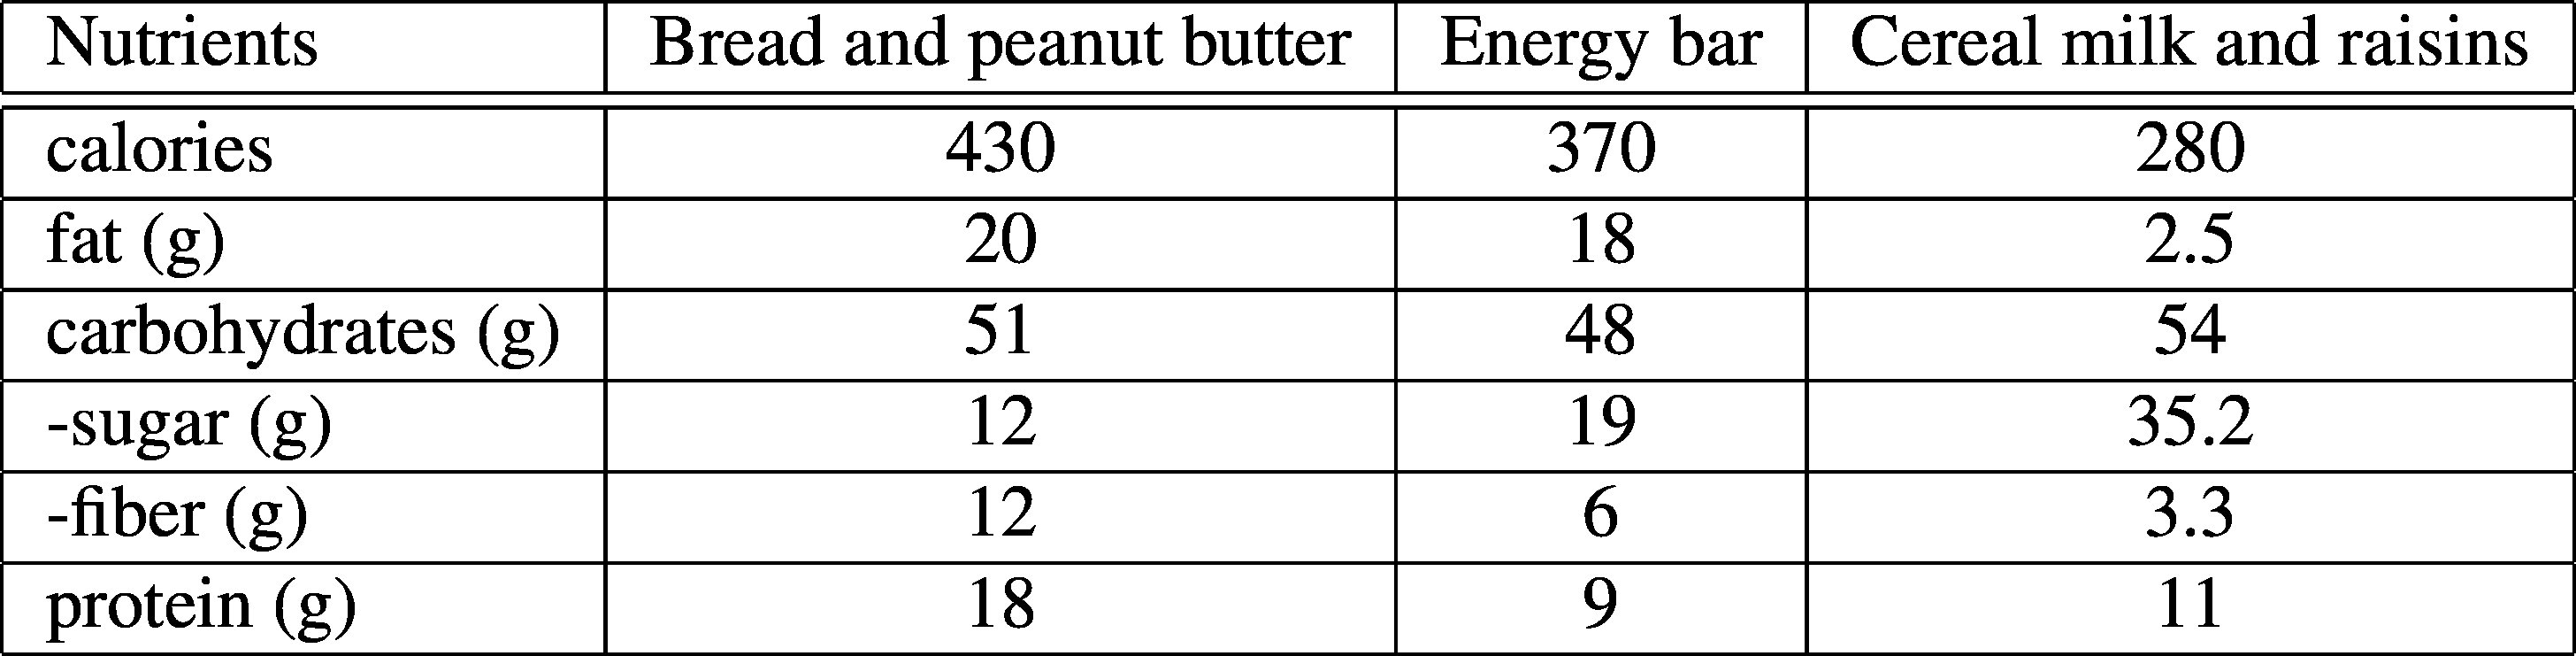 Nutrients Bread and peanut butter Energy bar Cereal milk and raisins
calories 430 370 280
fat (g) 20 18 2.5
carbohydrates (g) 51 48 54
-sugar (g) 12 19 35.2
-fiber (g) 12 6 3.3
protein (g) 18 9 11